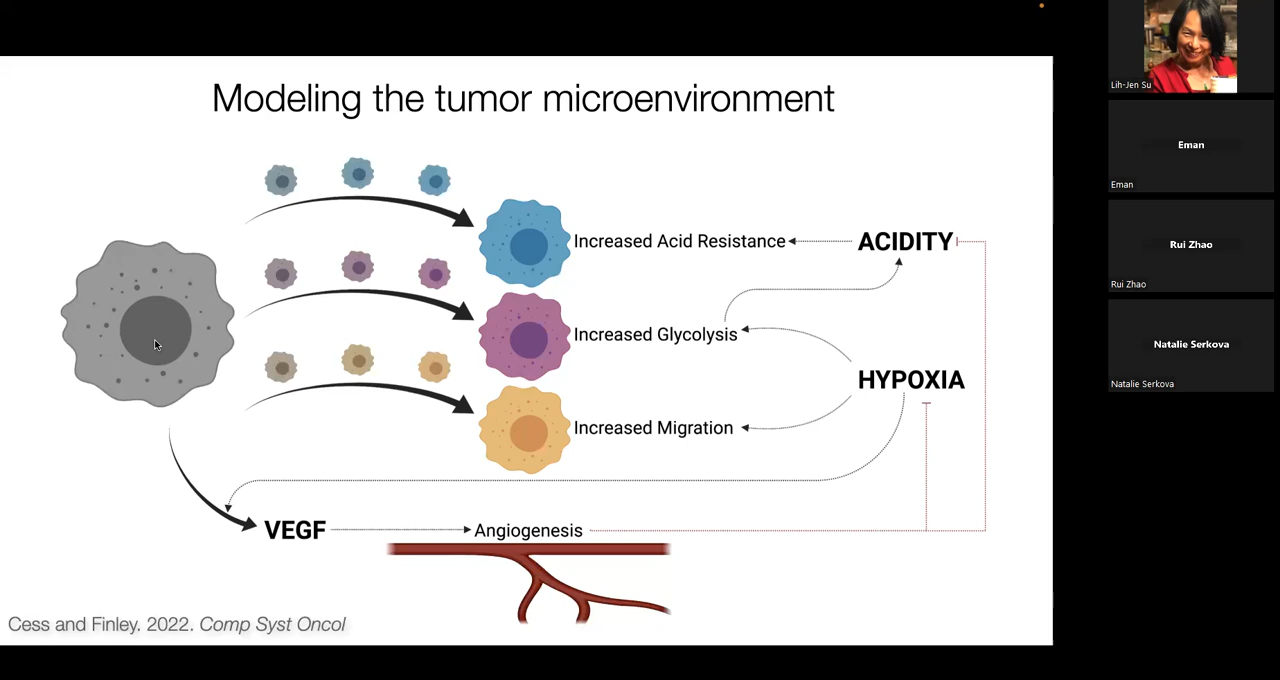 Modeling the tumor microenvironment
Increased Acid Resistance
ACIDITY
Increased Glycolysis
HYPOXIA
Increased Migration
VEGF
Angiogenesis
Cess and Finley. 2022. Comp Syst Oncol
Lih-Jen Su
Eman
Eman
Rui Zhao
Rui Zhao
Natalie Serkova
Natalie Serkova